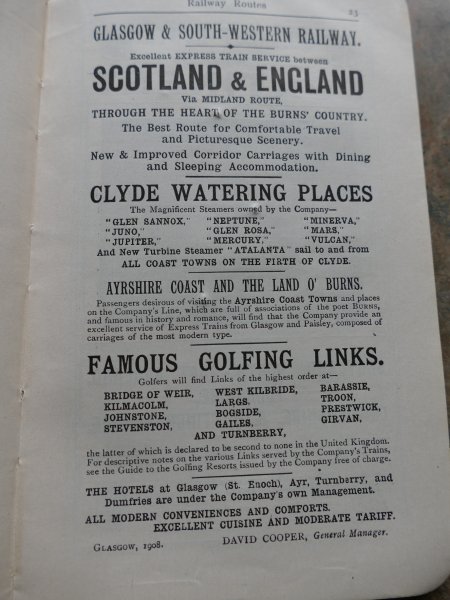 Railway Routes 23
GLASGOW & SOUTH-WESTERN RAILWAY.
Excellent EXPRESS TRAIN SERVICE between
SCOTLAND & ENGLAND
Via MIDLAND ROUTE,
THROUGH THE HEART OF THE BURNS' COUNTRY.
The Best Route for Comfortable Travel
and Picturesque Scenery.
New & Improved Corridor Carriages with Dining
and Sleeping Accommodation.
CLYDE WATERING PLACES
The Magnificent Steamers owned by the Company—
"GLEN SANNOX," "NEPTUNE," "MINERVA,"
"JUNO," "GLEN ROSA," "MARS,"
"JUPITER," "MERCURY," "VULCAN,"
And New Turbine Steamer "ATALANTA" sail to and from
ALL COAST TOWNS ON THE FIRTH OF CLYDE.
AYRSHIRE COAST AND THE LAND O' BURNS.
Passengers desirous of visiting the Ayrshire Coast Towns and places
on the Company's Line, which are full of associations of the poet BURNS,
and famous in history and romance, will find that the Company provide an
excellent service of Express Trains from Glasgow and Paisley, composed of
carriages of the most modern type.
FAMOUS GOLFING LINKS.
Golfers will find Links of the highest order at—
BRIDGE OF WEIR, WEST KILBRIDE, BARASSIE,
KILMACOLM, LARGS, TROON,
JOHNSTONE, BOGSIDE, PRESTWICK,
STEVENSTON, GAILES, GIRVAN,
AND TURNBERRY,
the latter of which is declared to be second to none in the United Kingdom.
For descriptive notes on the various Links served by the Company's Trains,
see the Guide to the Golfing Resorts issued by the Company free of charge.
THE HOTELS at Glasgow (St. Enoch), Ayr, Turnberry, and
Dumfries are under the Company's own Management.
ALL MODERN CONVENIENCES AND COMFORTS.
EXCELLENT CUISINE AND MODERATE TARIFF.
GLASGOW, 1908. DAVID COOPER, General Manager.